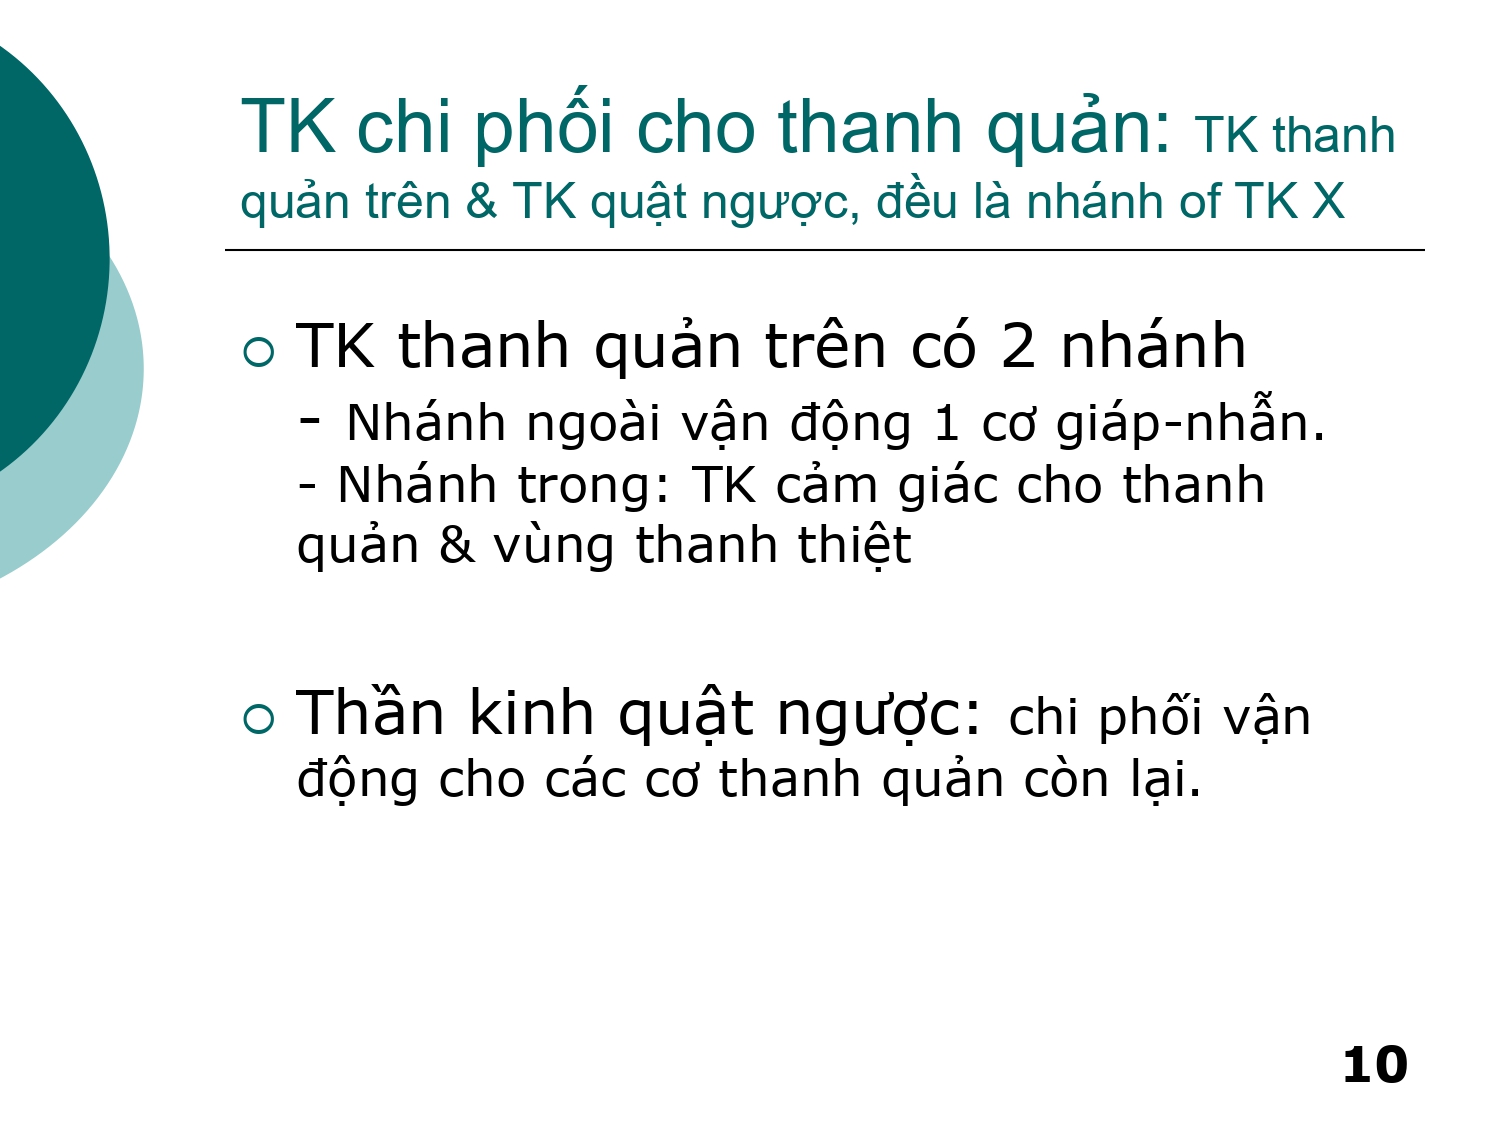 TK chi phối cho thanh quản: TK thanh
quản trên & TK quật ngược, đều là nhánh of TK X
TK thanh quản trên có 2 nhánh
- Nhánh ngoài vận động 1 cơ giáp-nhẫn.
- Nhánh trong: TK cảm giác cho thanh
quản & vùng thanh thiệt
Thần kinh quật ngược: chi phối vận
động cho các cơ thanh quản còn lại.
10